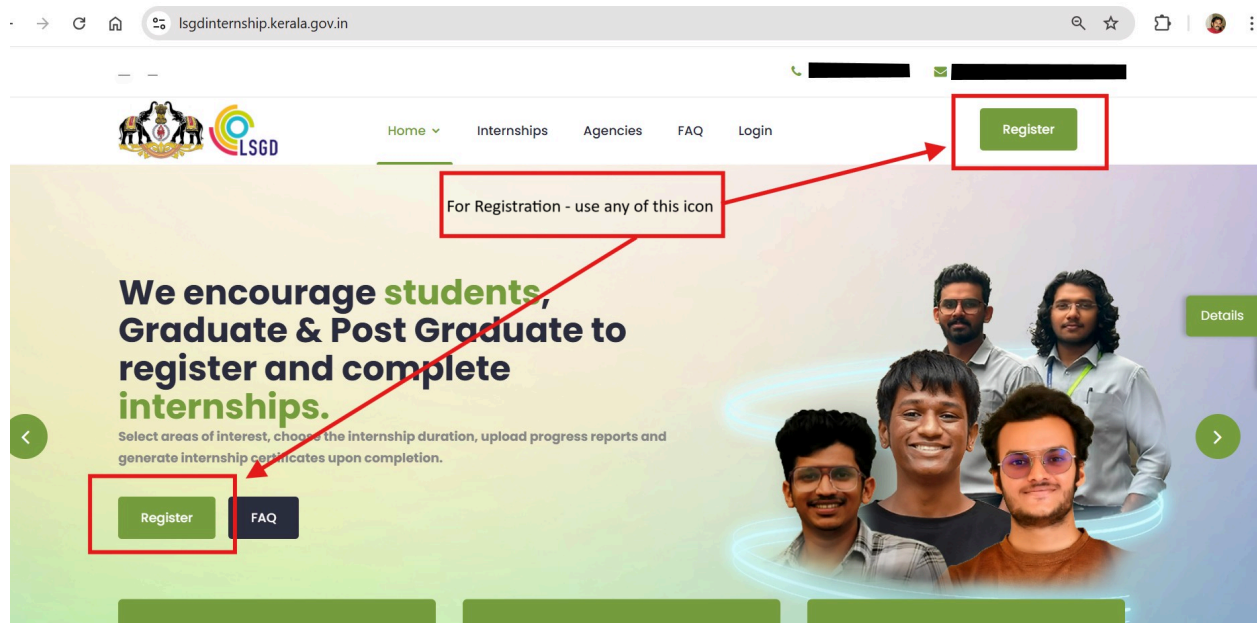 lsgdinternship.kerala.gov.in
LSGD
Home
Internships
Agencies
FAQ
Login
Register
For Registration - use any of this icon
We encourage students,
Graduate & Post Graduate to
register and complete
internships.
Select areas of interest, choose the internship duration, upload progress reports and
generate internship certificates upon completion.
Register
FAQ
Details